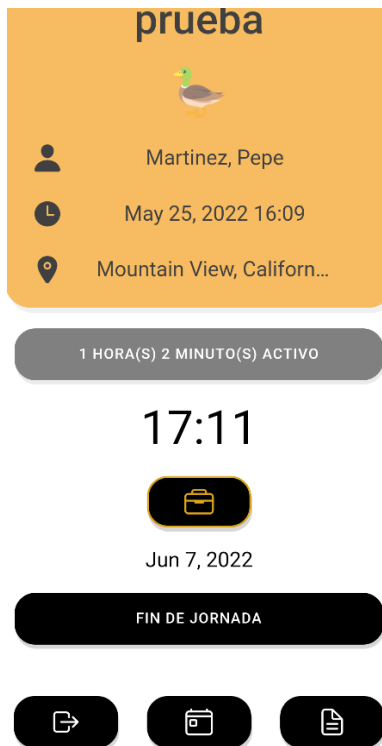 prueba
Martinez, Pepe
May 25, 2022 16:09
Mountain View, Californ...
1 HORA(S) 2 MINUTO(S) ACTIVO
17:11
Jun 7, 2022
FIN DE JORNADA